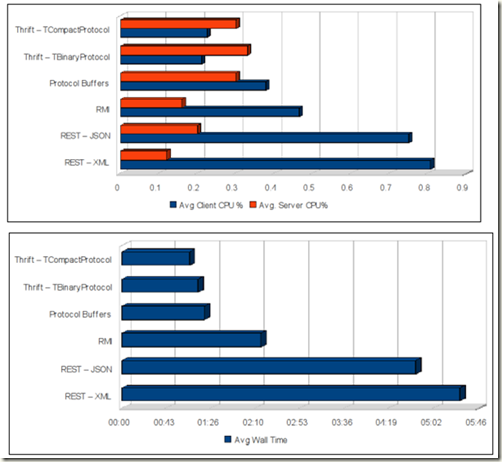 Thrift – TCompactProtocol
Thrift – TBinaryProtocol
Protocol Buffers
RMI
REST – JSON
REST – XML
0 0.1 0.2 0.3 0.4 0.5 0.6 0.7 0.8 0.9
Avg Client CPU % Avg. Server CPU%
Thrift – TCompactProtocol
Thrift – TBinaryProtocol
Protocol Buffers
RMI
REST – JSON
REST – XML
00:00 00:43 01:26 02:10 02:53 03:36 04:19 05:02 05:46
Avg Wall Time